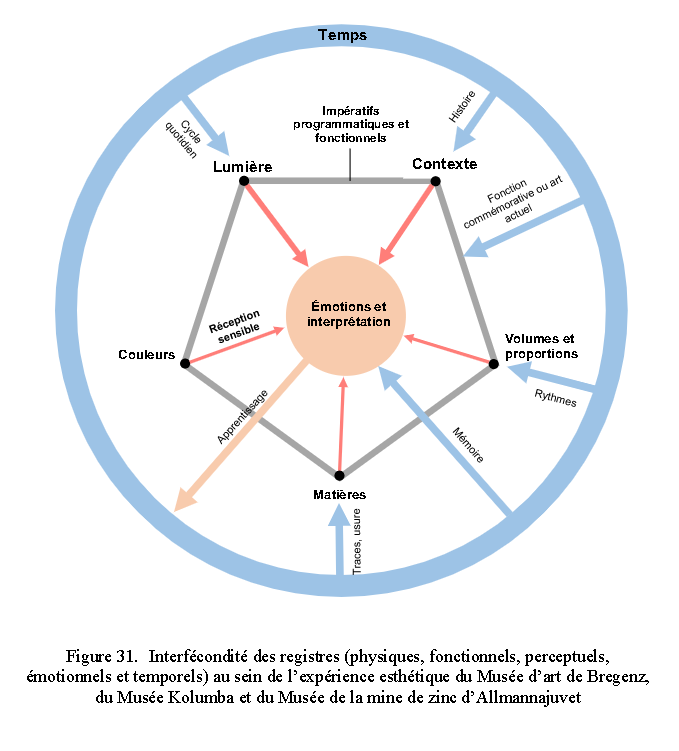 Temps
Impératifs
programmatiques et
fonctionnels
Histoire
Cycle
quotidien
Lumière
Contexte
Fonction
commémorative ou art
actuel
Émotions et
interprétation
Réception
sensible
Couleurs
Volumes et
proportions
Rythmes
Apprentissage
Mémoire
Matières
Traces, usure
Figure 31. Interfécondité des registres (physiques, fonctionnels, perceptuels,
émotionnels et temporels) au sein de l’expérience esthétique du Musée d’art de Bregenz,
du Musée Kolumba et du Musée de la mine de zinc d’Allmannajuvet